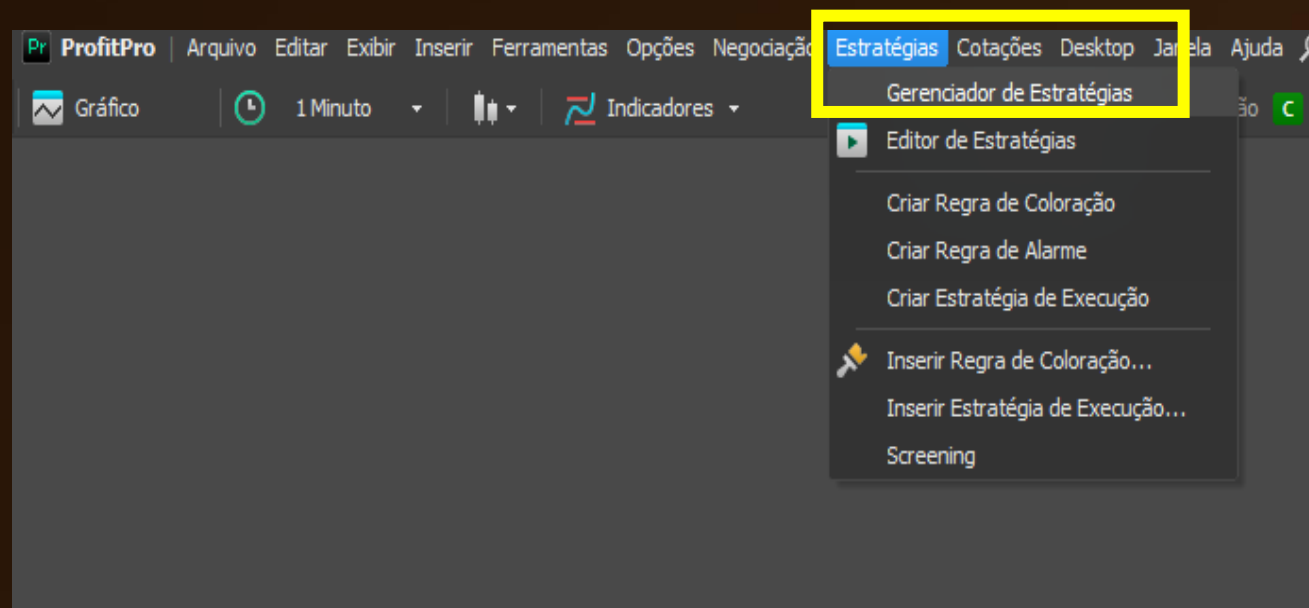 Pr ProfitPro | Arquivo Editar Exibir Inserir Ferramentas Opções Negociação Estratégias Cotações Desktop Janela Ajuda
Gráfico 1 Minuto Indicadores ão C
Gerenciador de Estratégias
Editor de Estratégias
Criar Regra de Coloração
Criar Regra de Alarme
Criar Estratégia de Execução
Inserir Regra de Coloração...
Inserir Estratégia de Execução...
Screening